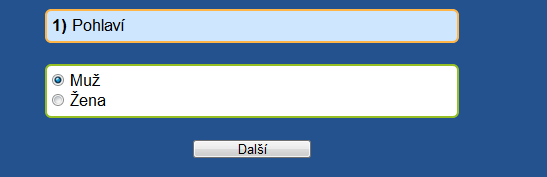 1) Pohlaví
Muž
Žena
Další